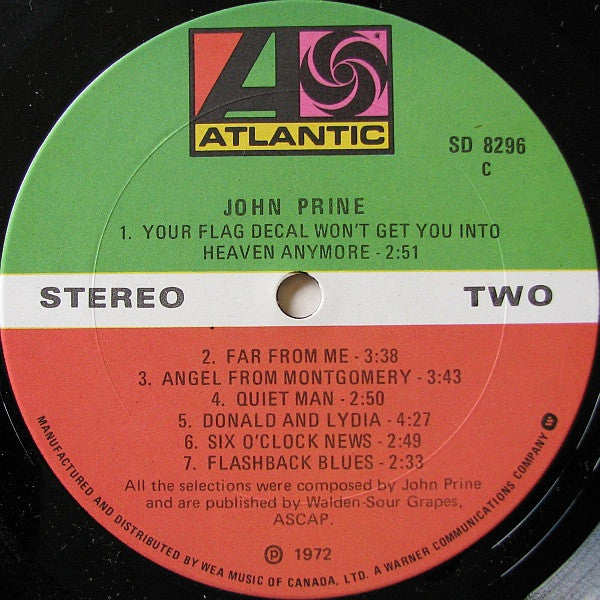 ATLANTIC
SD 8296
C
JOHN PRINE
1. YOUR FLAG DECAL WON'T GET YOU INTO
HEAVEN ANYMORE - 2:51
STEREO
TWO
2. FAR FROM ME - 3:38
3. ANGEL FROM MONTGOMERY - 3:43
4. QUIET MAN - 2:50
5. DONALD AND LYDIA - 4:27
6. SIX O'CLOCK NEWS - 2:49
7. FLASHBACK BLUES - 2:33
All the selections were composed by John Prine
and are published by Walden-Sour Grapes,
ASCAP.
℗ 1972
MANUFACTURED AND DISTRIBUTED BY WEA MUSIC OF CANADA, LTD. A WARNER COMMUNICATIONS COMPANY